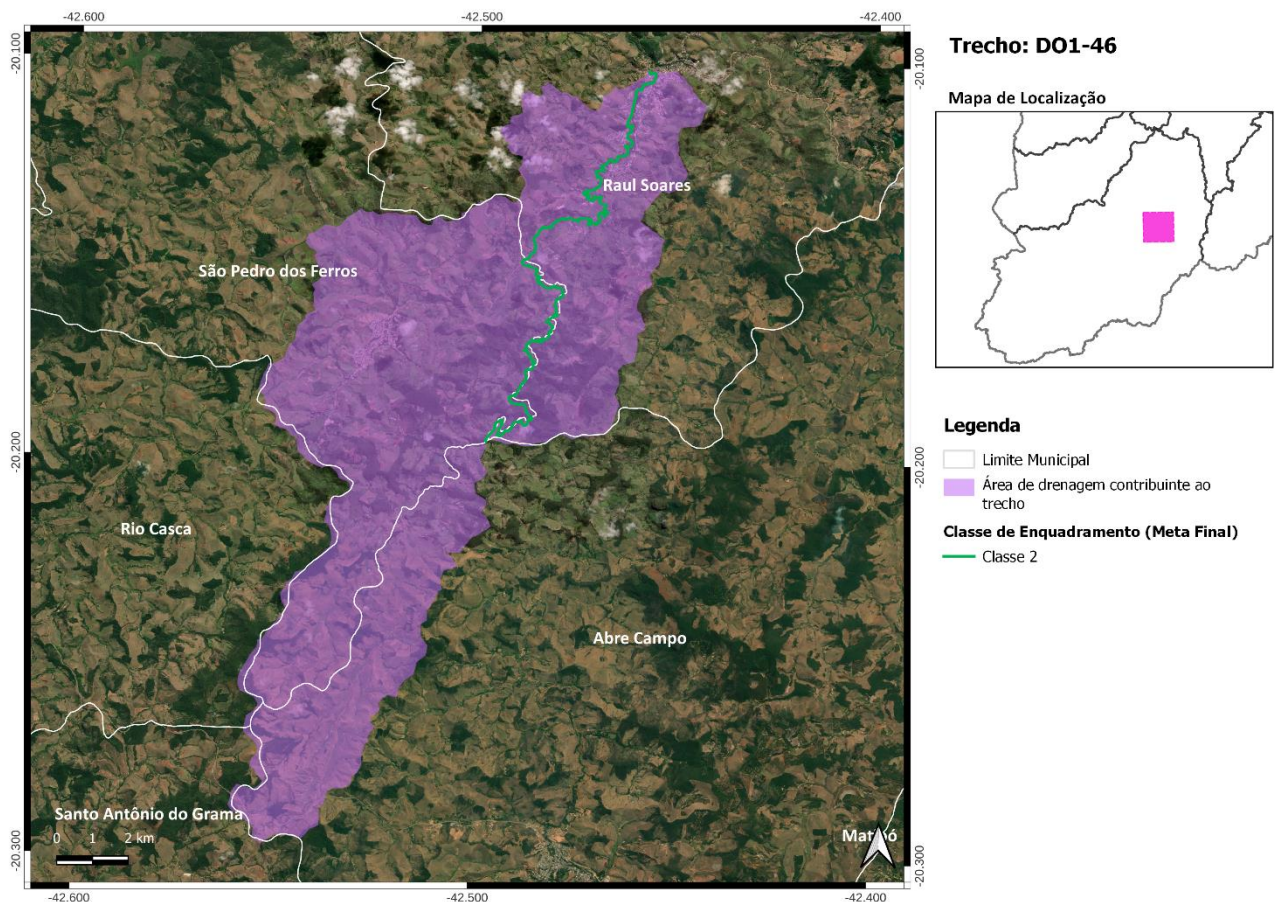 -42.600
-42.500
-42.400
-20.100
-20.100
Trecho: DO1-46
Mapa de Localização
Raul Soares
São Pedro dos Ferros
Legenda
Limite Municipal
-20.200
-20.200
Área de drenagem contribuinte ao
trecho
Rio Casca
Classe de Enquadramento (Meta Final)
Classe 2
Abre Campo
Santo Antônio do Grama
0 1 2 km
-20.300
-20.300
-42.600
-42.500
-42.400